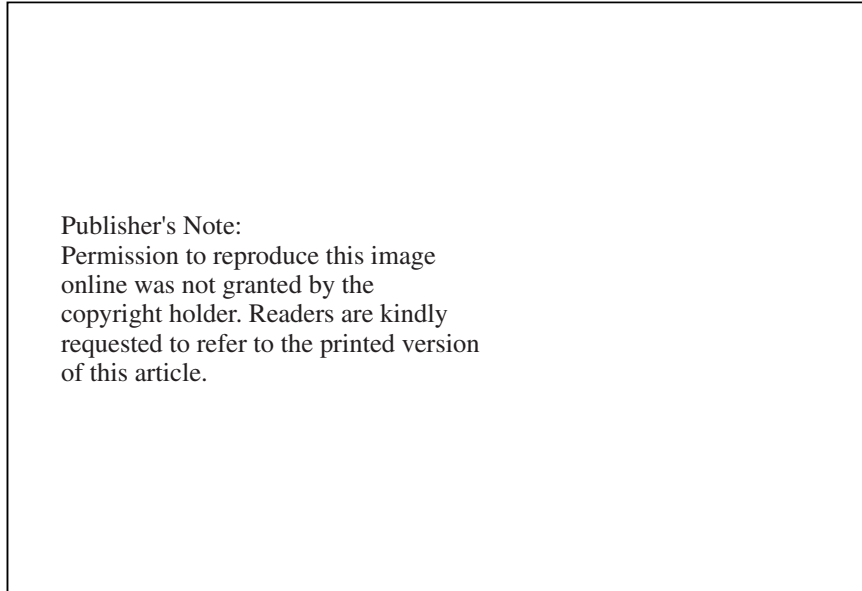 Publisher's Note:
Permission to reproduce this image
online was not granted by the
copyright holder. Readers are kindly
requested to refer to the printed version
of this article.